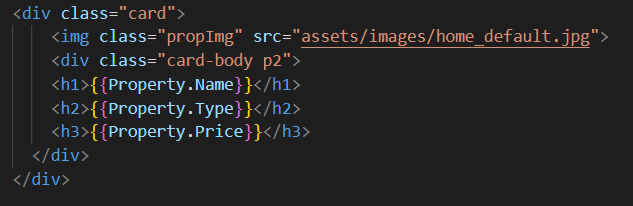 <div class="card">
<img class="propImg" src="assets/images/home_default.jpg">
<div class="card-body p2">
<h1>{{Property.Name}}</h1>
<h2>{{Property.Type}}</h2>
<h3>{{Property.Price}}</h3>
</div>
</div>